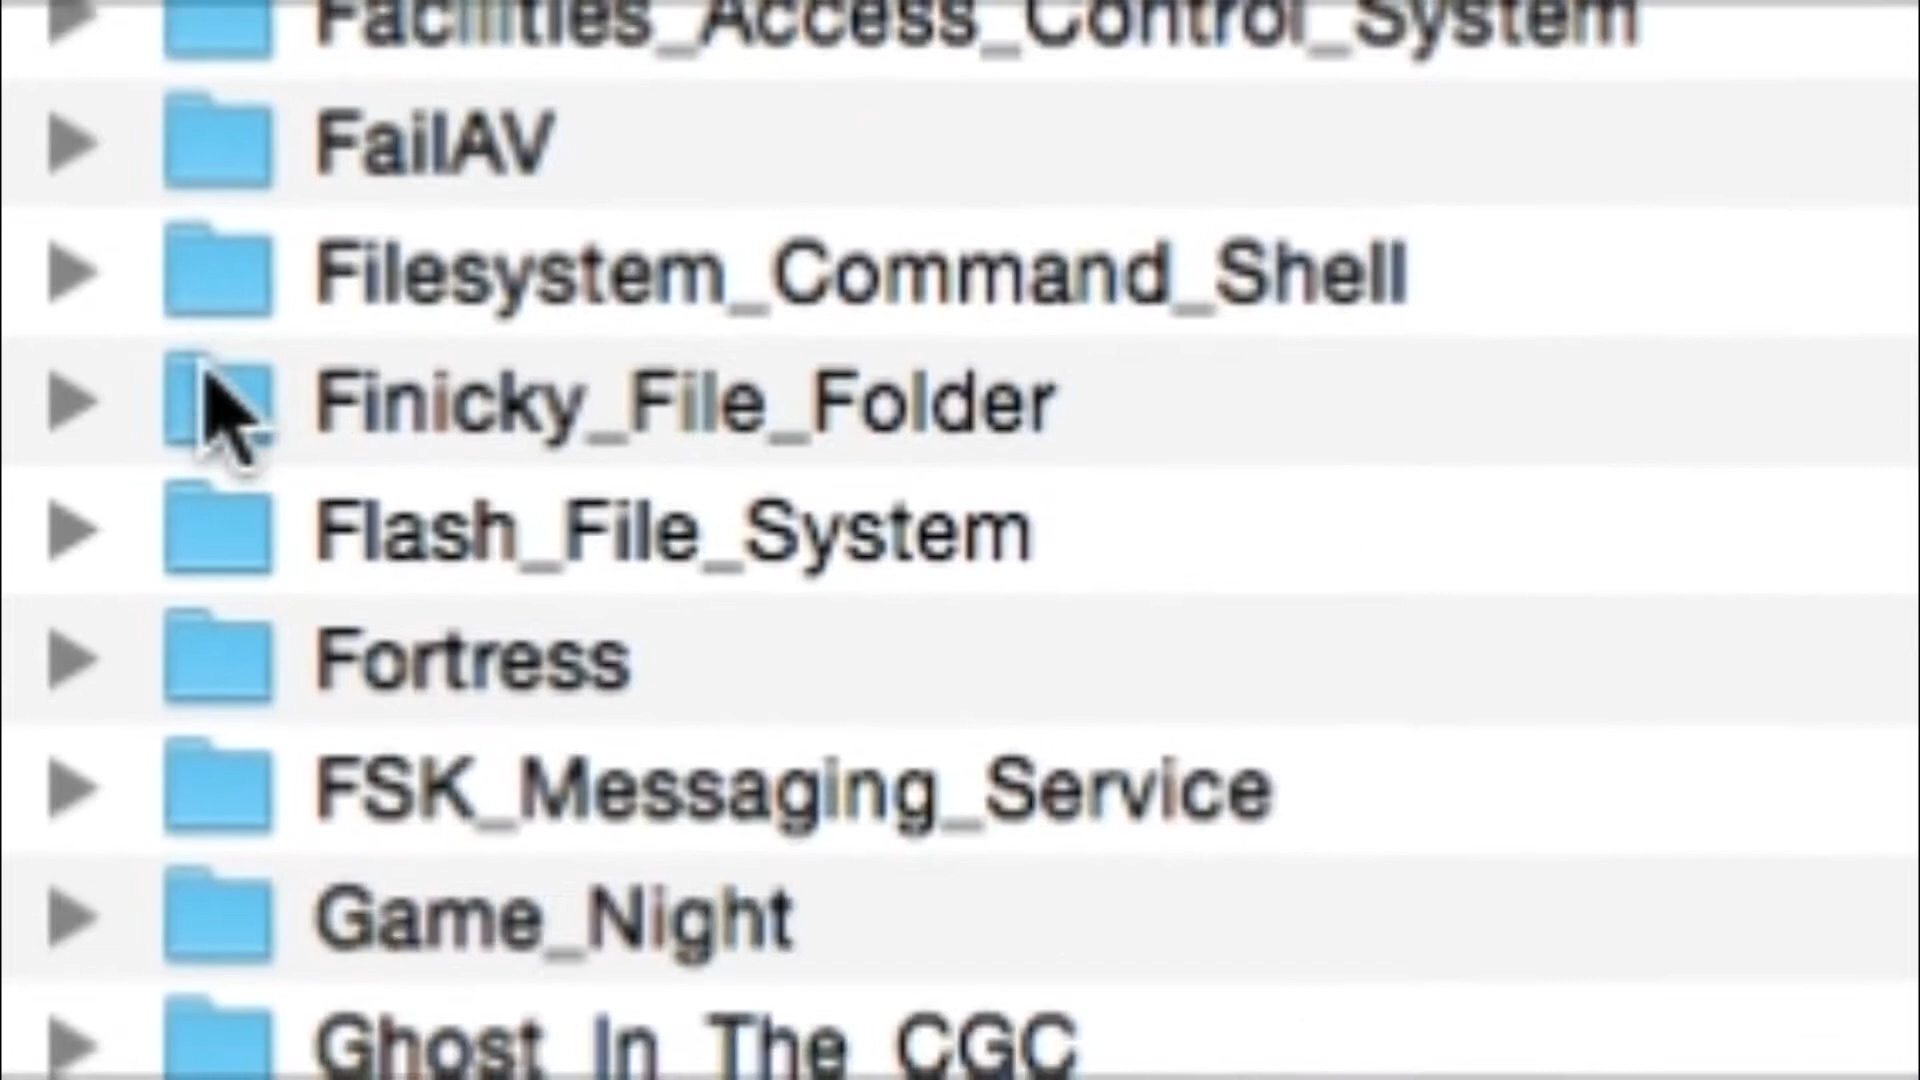 Facilities_Access_Control_System
FailAV
Filesystem_Command_Shell
Finicky_File_Folder
Flash_File_System
Fortress
FSK_Messaging_Service
Game_Night
Ghost_In_The_CGC